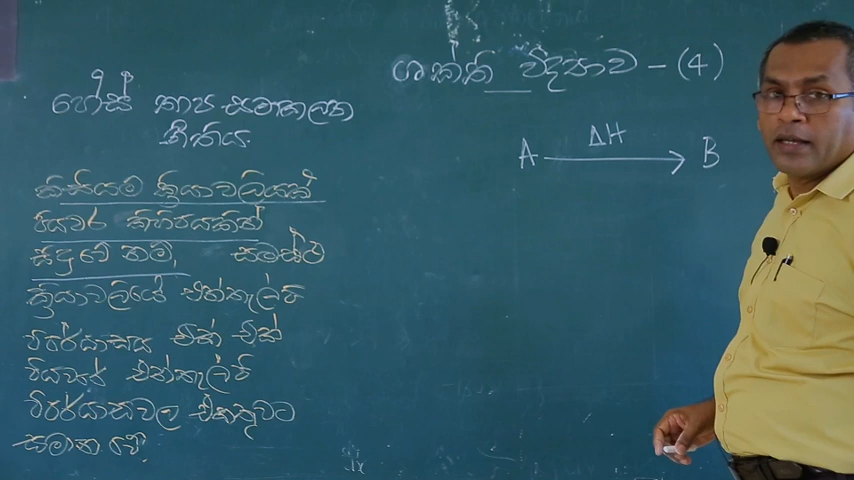 ශක්ති විද්‍යාව - (4)
හෙස් තාප සමාකලන
නීතිය.
A ΔH → B
කිසියම් ක්‍රියාවලියක්
පියවර කිහිපයකින්
සිදු වේ නම්, සමස්ථ
ක්‍රියාවලියේ එන්තැල්පි
විපර්යාසය එක් එක්
පියවරේ එන්තැල්පි
විපර්යාසවල එකතුවට
සමාන වේ.